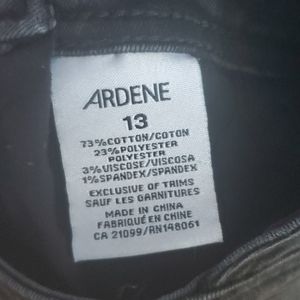 ARDENE
13
73%COTTON/COTON
23%POLYESTER
POLYESTER
3%VISCOSE/VISCOSA
1%SPANDEX/SPANDEX
EXCLUSIVE OF TRIMS
SAUF LES GARNITURES
MADE IN CHINA
FABRIQUÉ EN CHINE
CA 21099/RN148061